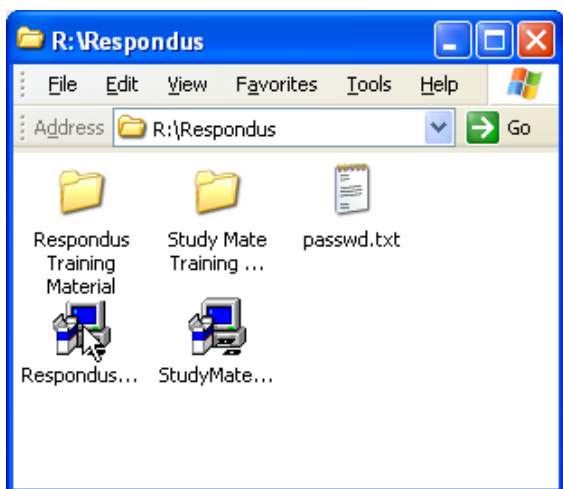 R:\Respondus
File Edit View Favorites Tools Help
Address R:\Respondus Go
Respondus
Training
Material
Study Mate
Training ...
passwd.txt
Respondus...
StudyMate...